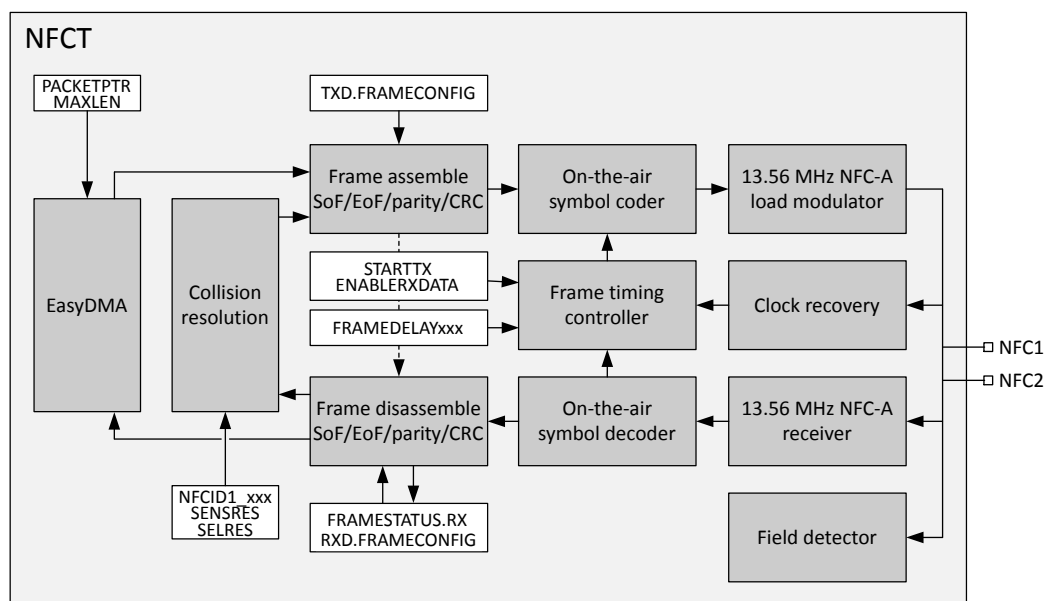 NFCT
PACKETPTR
MAXLEN
TXD.FRAMECONFIG
Frame assemble
SoF/EoF/parity/CRC
On-the-air
symbol coder
13.56 MHz NFC-A
load modulator
EasyDMA
Collision
resolution
STARTTX
ENABLERXDATA
FRAMEDELAYxxx
Frame timing
controller
Clock recovery
NFC1
NFC2
Frame disassemble
SoF/EoF/parity/CRC
On-the-air
symbol decoder
13.56 MHz NFC-A
receiver
NFCID1_xxx
SENSRES
SELRES
FRAMESTATUS.RX
RXD.FRAMECONFIG
Field detector